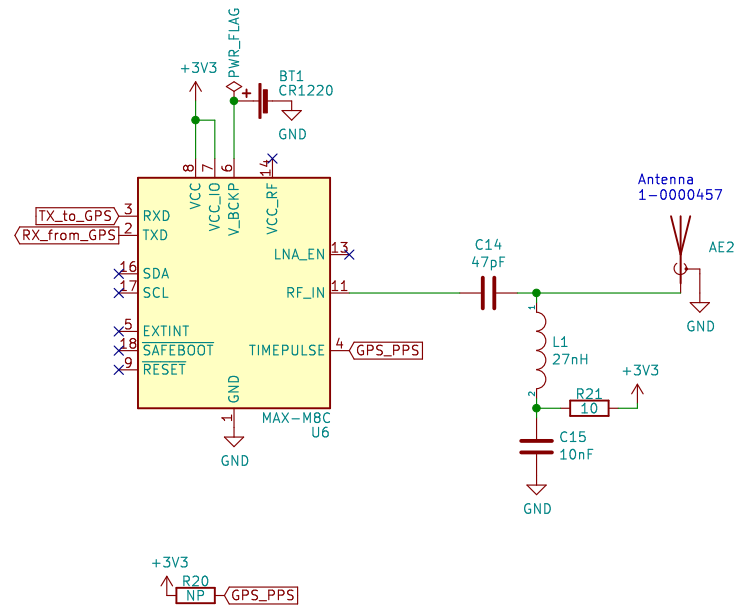 PWR_FLAG
+3V3
BT1
CR1220
+
GND
8
7
6
14
VCC
VCC_IO
V_BCKP
VCC_RF
TX_to_GPS
3
RXD
RX_from_GPS
2
TXD
LNA_EN
13
16
SDA
17
SCL
RF_IN
11
5
EXTINT
18
SAFEBOOT
TIMEPULSE
4
GPS_PPS
9
RESET
GND
1
MAX-M8C
U6
GND
Antenna
1-0000457
AE2
GND
C14
47pF
1
L1
27nH
2
+3V3
R21
10
C15
10nF
GND
+3V3
R20
NP
GPS_PPS